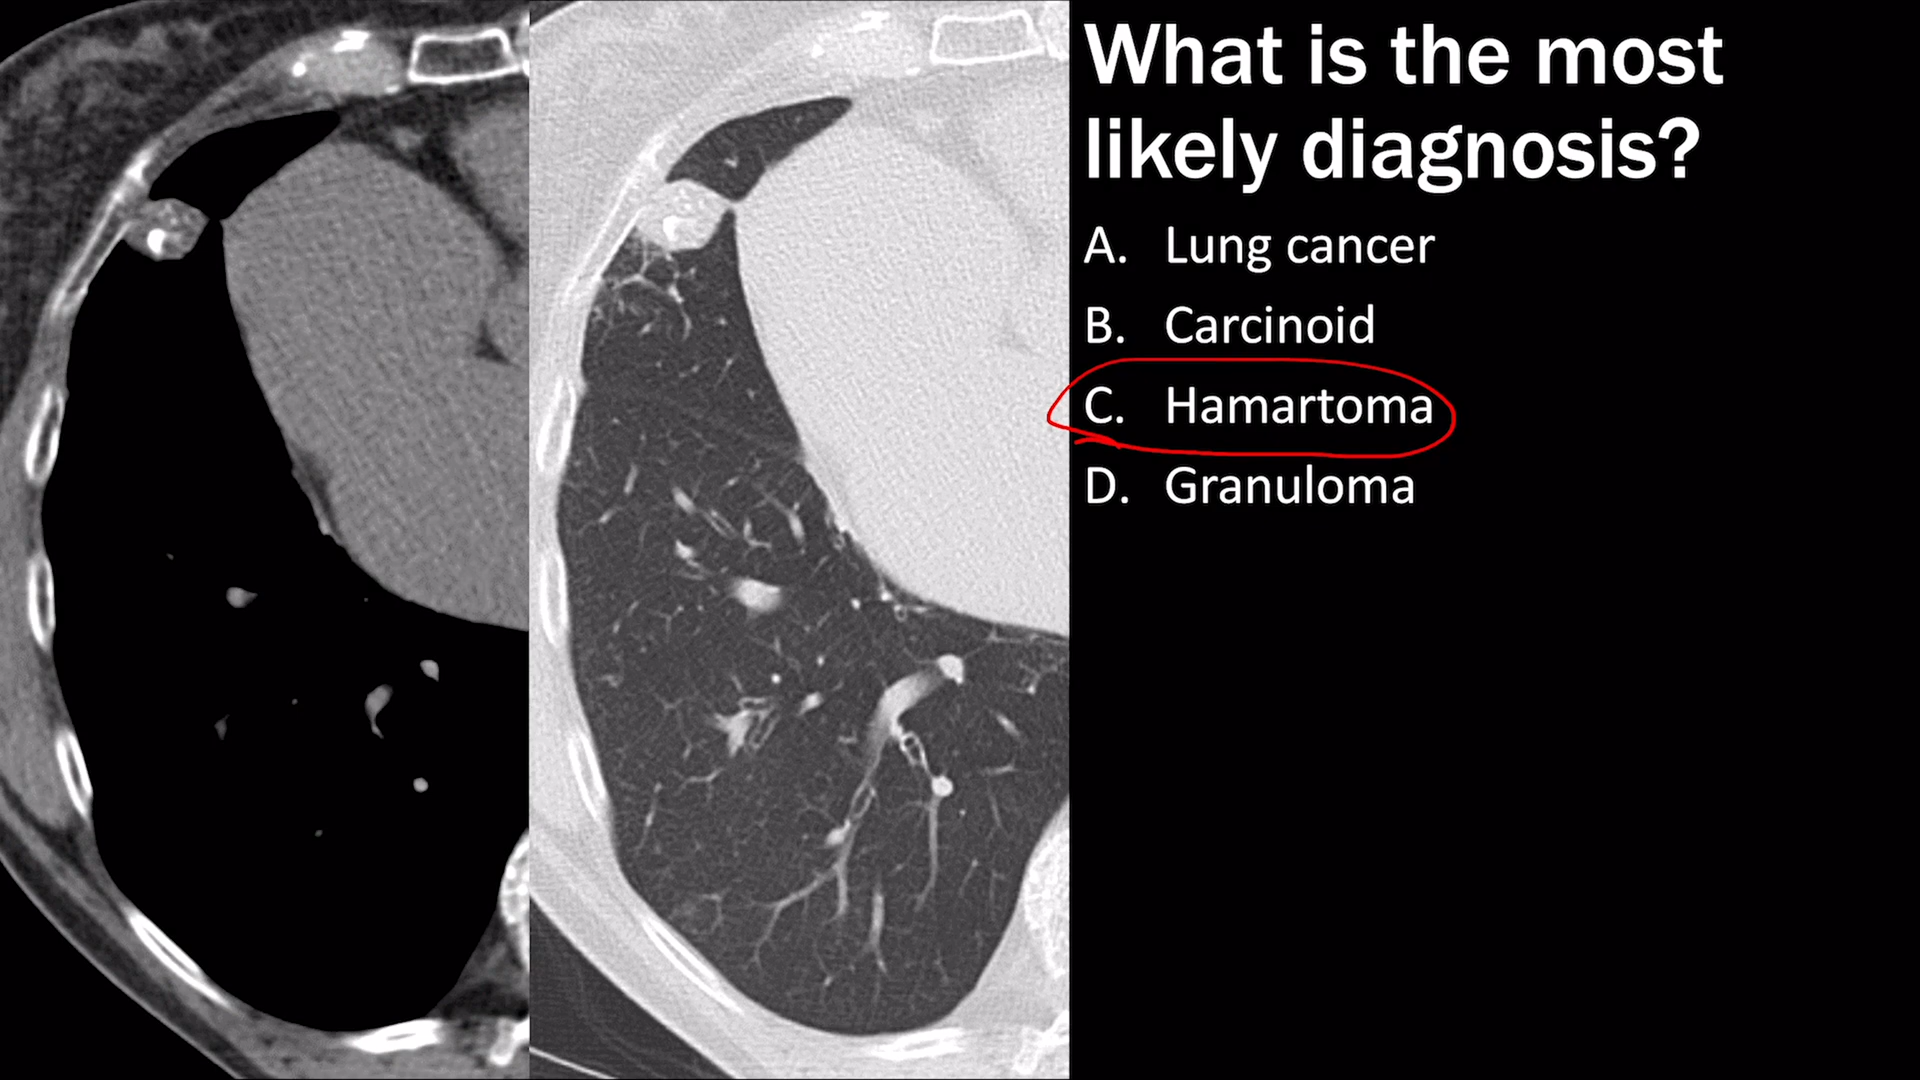 What is the most
likely diagnosis?
A. Lung cancer
B. Carcinoid
C. Hamartoma
D. Granuloma